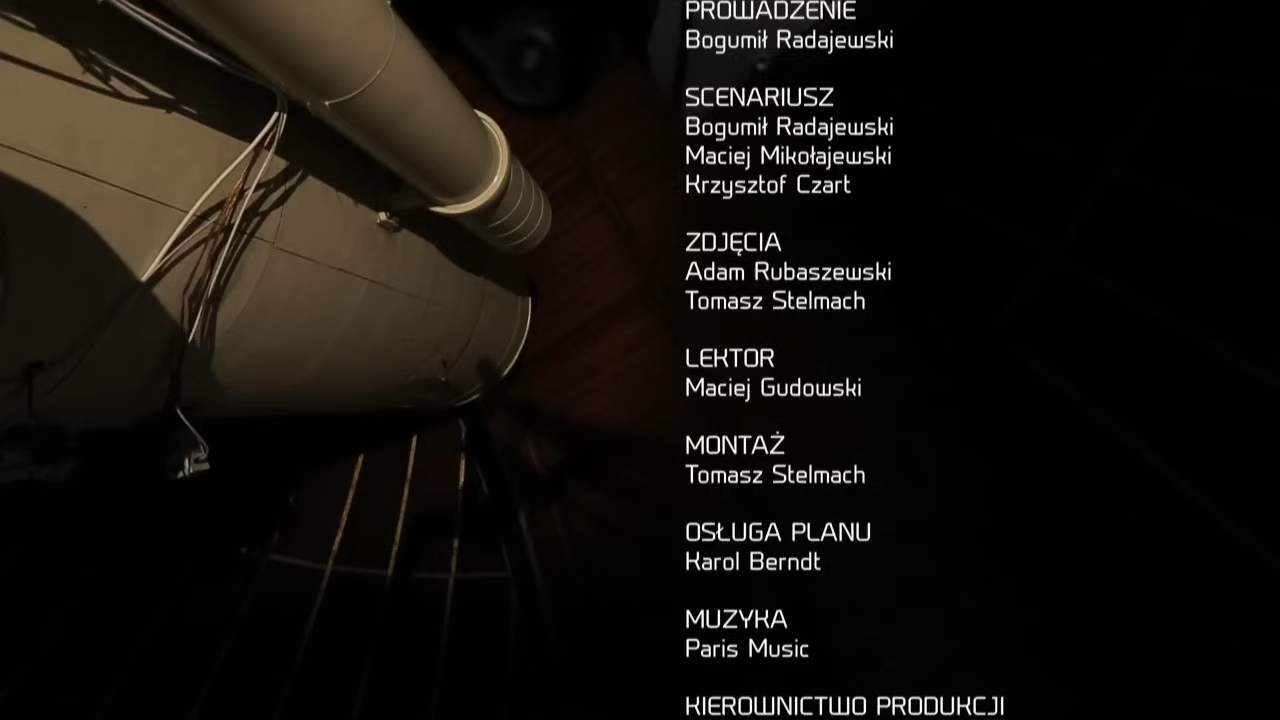 PROWADZENIE
Bogumił Radajewski
SCENARIUSZ
Bogumił Radajewski
Maciej Mikołajewski
Krzysztof Czart
ZDJĘCIA
Adam Rubaszewski
Tomasz Stelmach
LEKTOR
Maciej Gudowski
MONTAŻ
Tomasz Stelmach
OSŁUGA PLANU
Karol Berndt
MUZYKA
Paris Music
KIEROWNICTWO PRODUKCJI